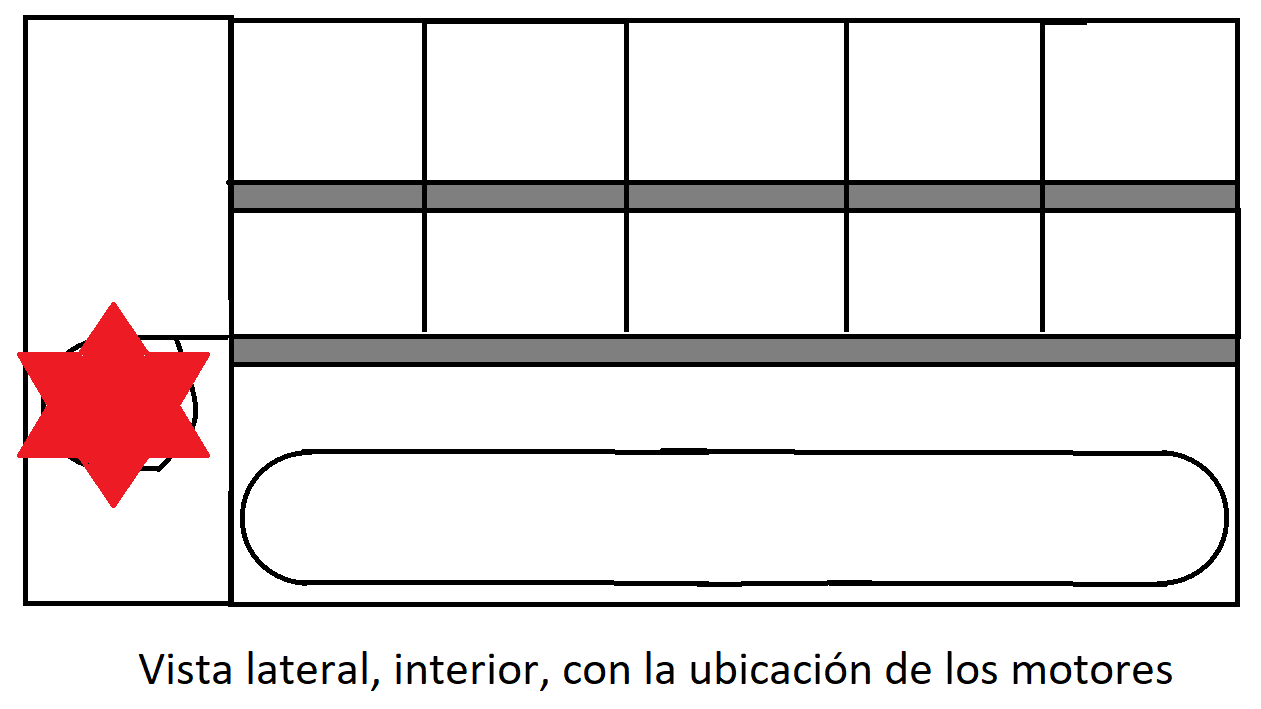 Vista lateral, interior, con la ubicación de los motores